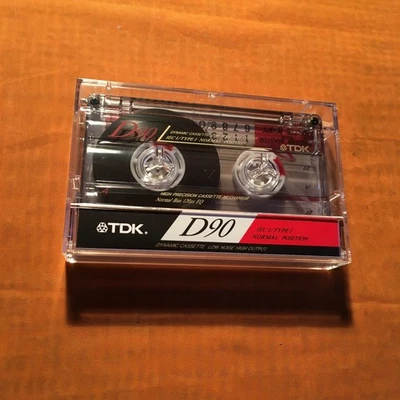 D90
DYNAMIC CASSETTE
IEC I/TYPE I NORMAL POSITION
TDK
HIGH PRECISION CASSETTE MECHANISM
Normal Bias 120μs EQ
TDK.
D90
IEC I/TYPE I
NORMAL POSITION
DYNAMIC CASSETTE LOW NOISE HIGH OUTPUT